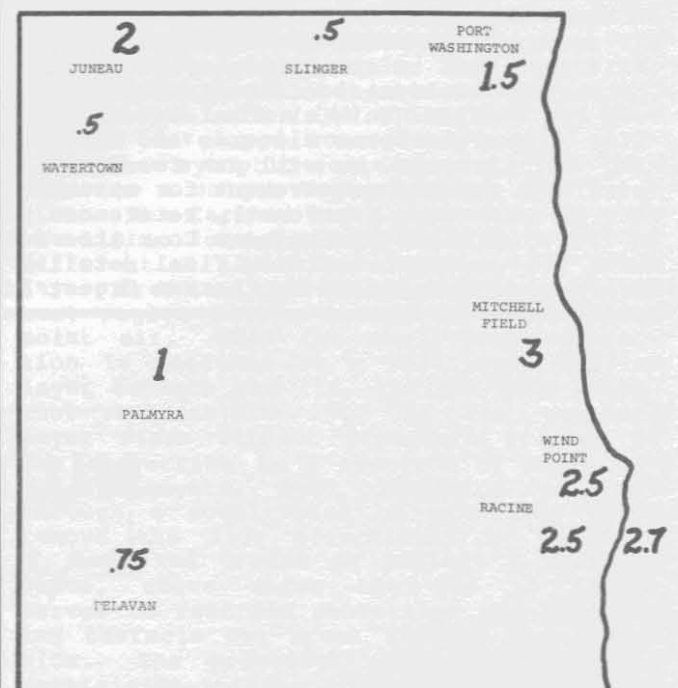 2
JUNEAU
.5
SLINGER
PORT
WASHINGTON
1.5
.5
WATERTOWN
MITCHELL
FIELD
3
1
PALMYRA
WIND
POINT
2.5
RACINE
2.5
2.7
.75
DELAVAN